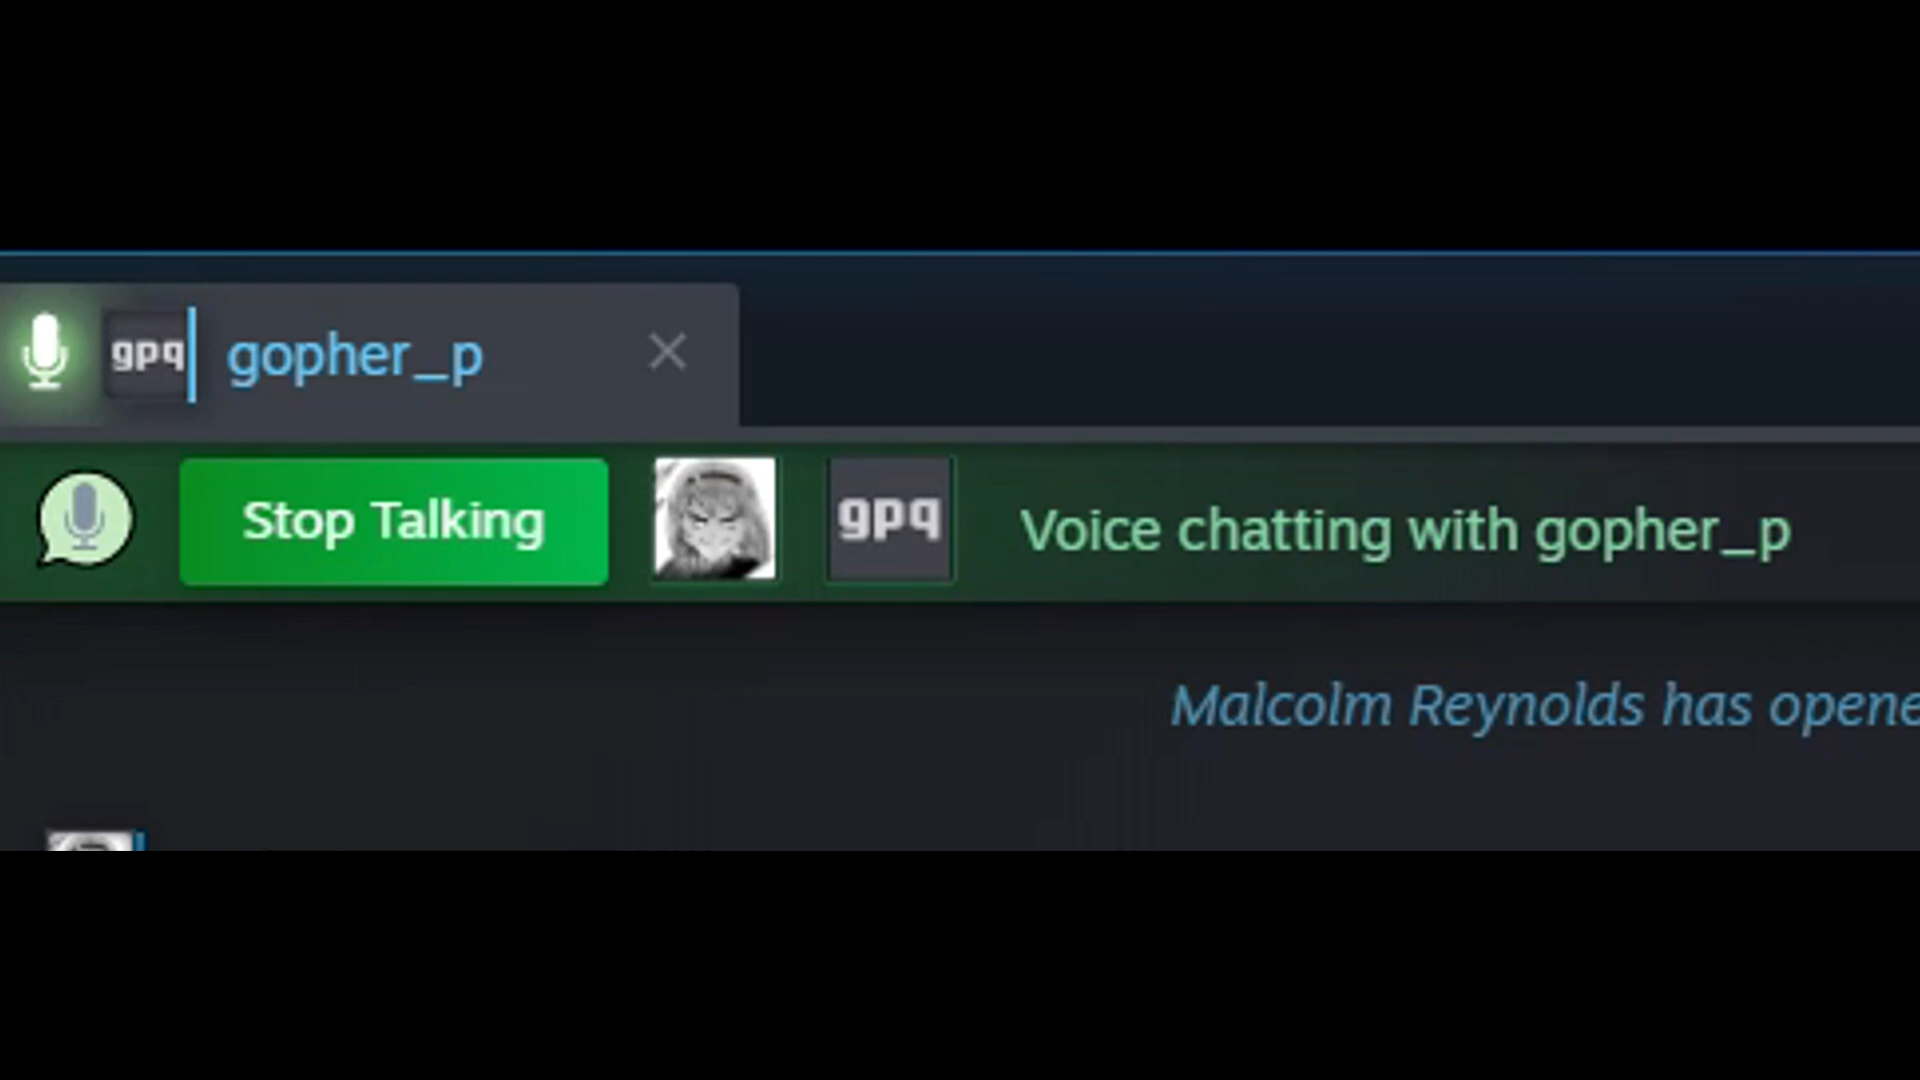 gpq gopher_p
Stop Talking gpq Voice chatting with gopher_p
Malcolm Reynolds has opene